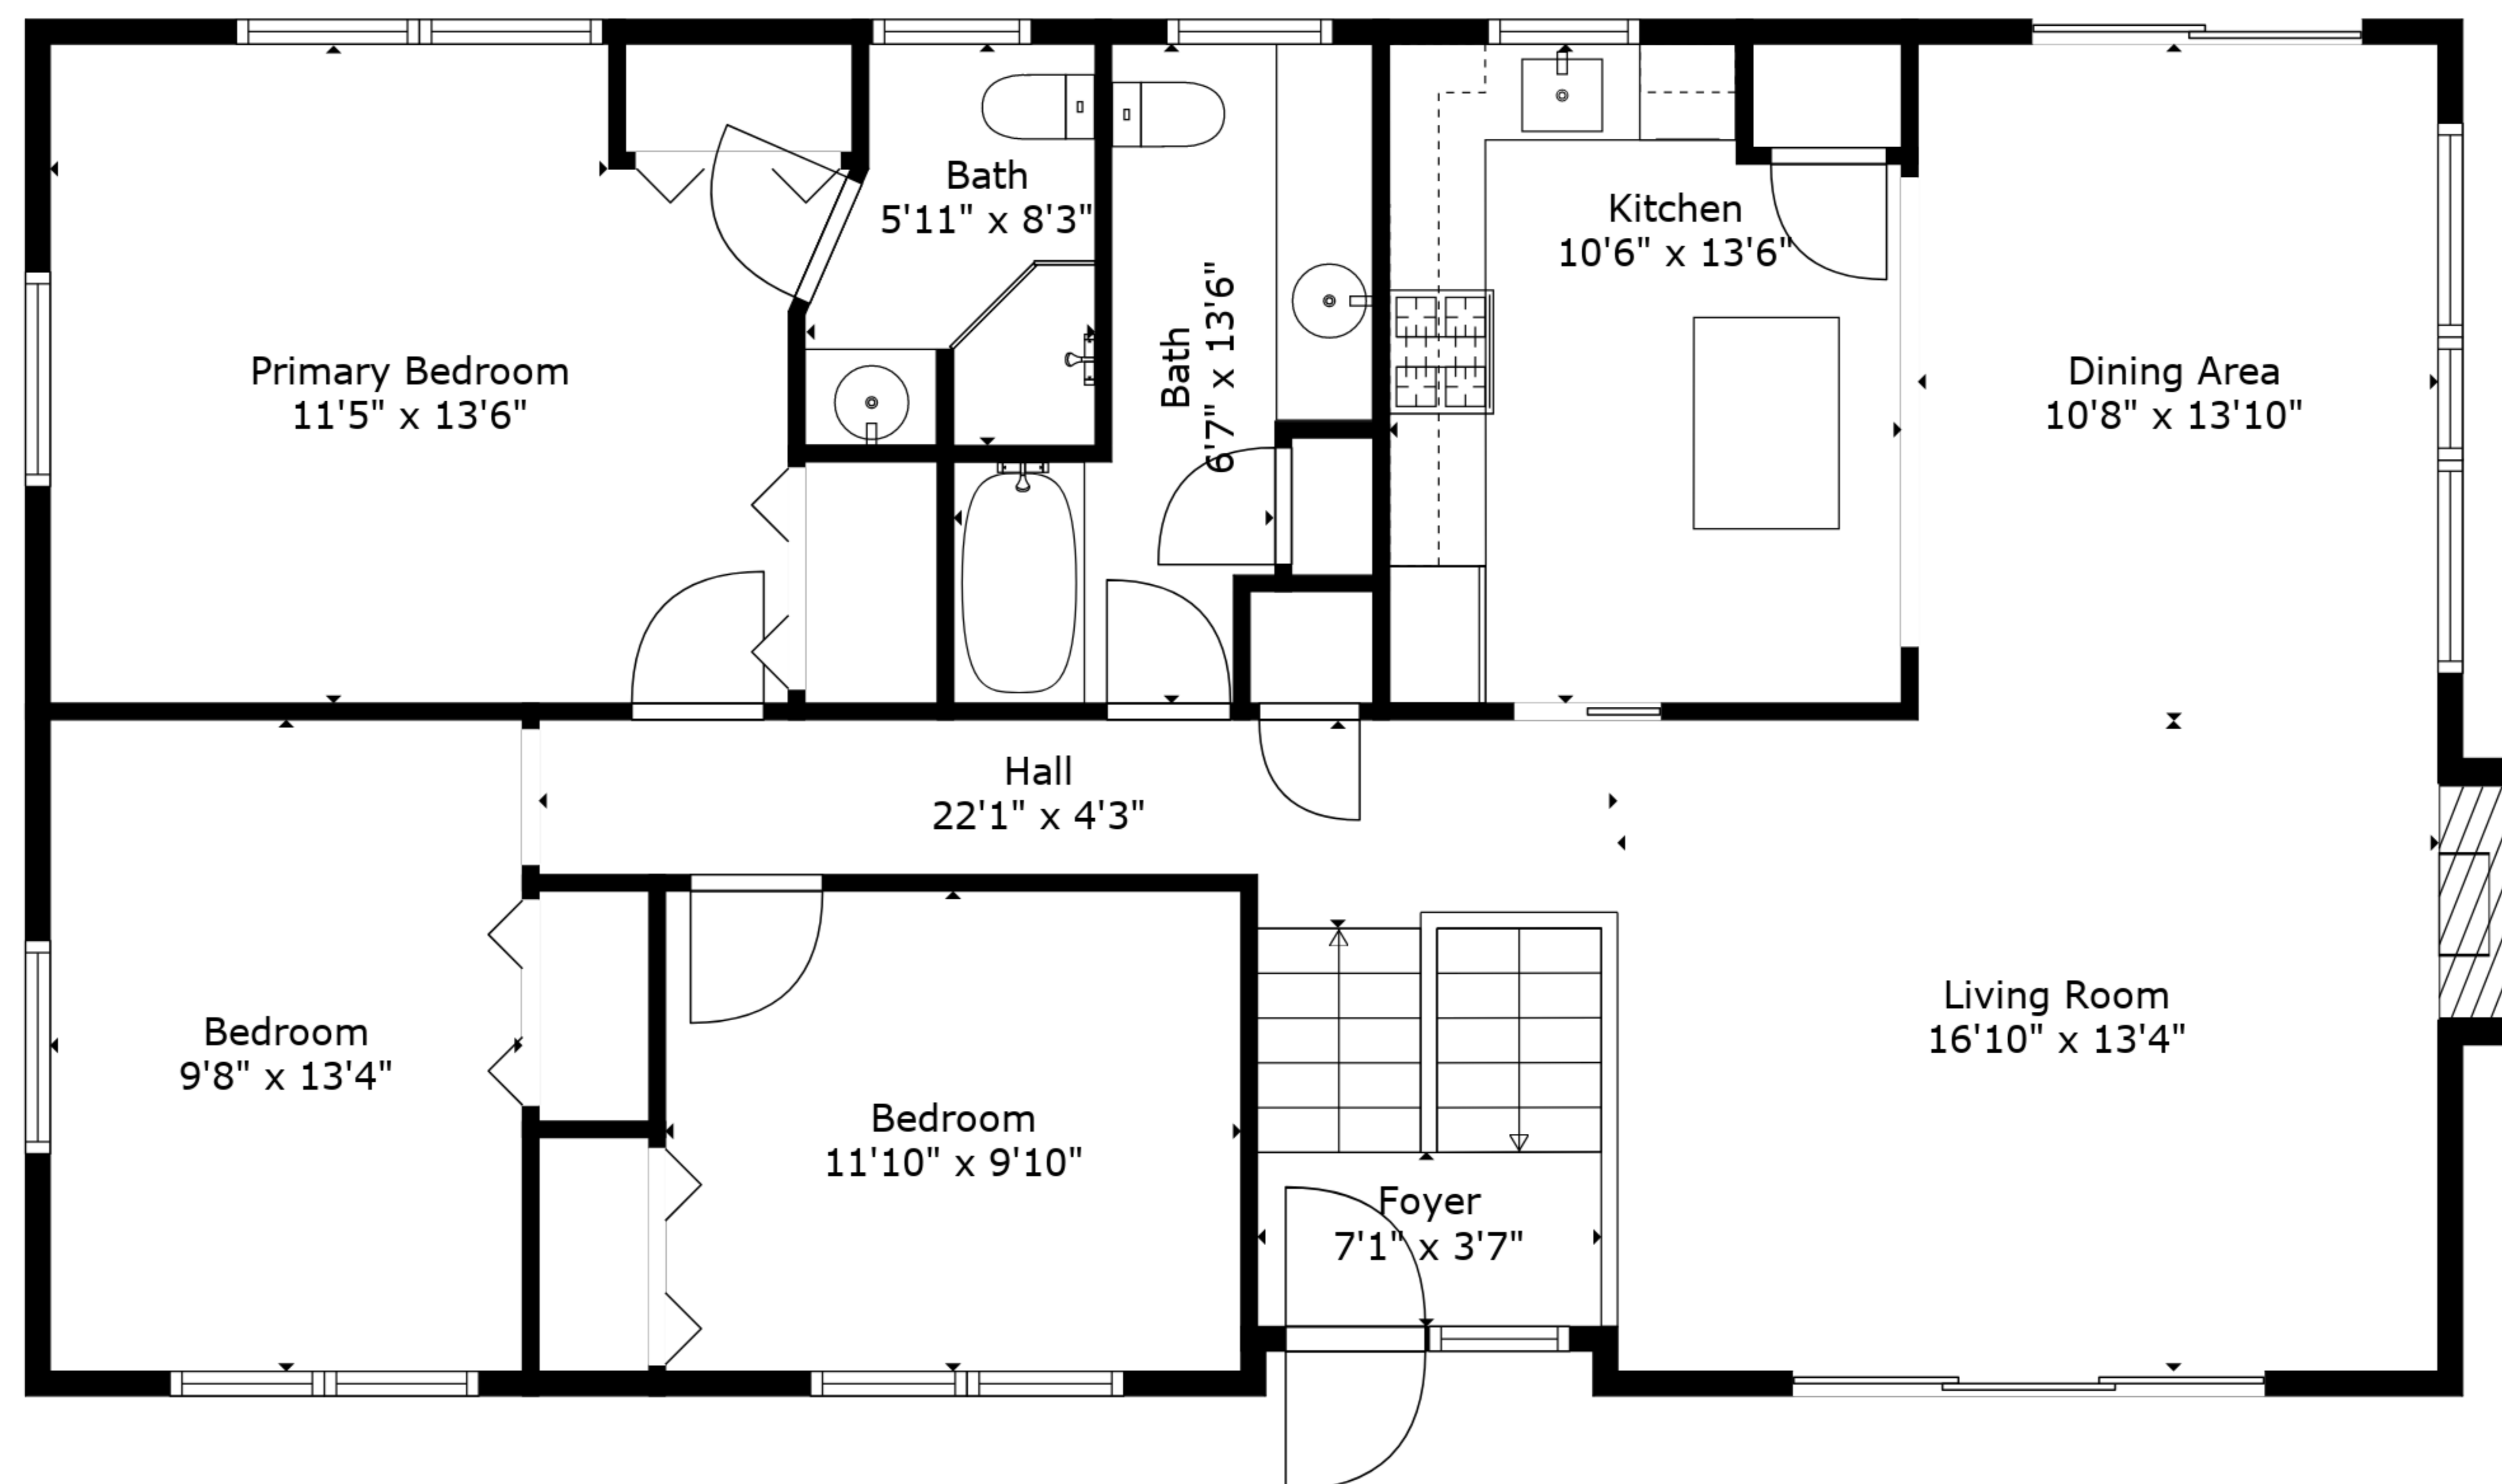 Bath
5'11" x 8'3"
Kitchen
10'6" x 13'6"
Bath
6'7" x 13'6"
Primary Bedroom
11'5" x 13'6"
Dining Area
10'8" x 13'10"
Hall
22'1" x 4'3"
Living Room
16'10" x 13'4"
Bedroom
9'8" x 13'4"
Bedroom
11'10" x 9'10"
Foyer
7'1" x 3'7"